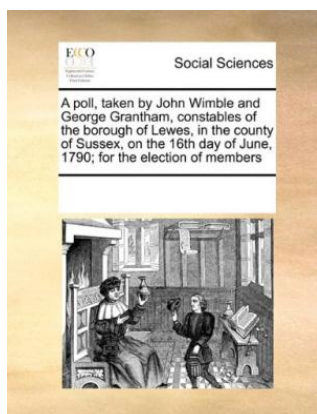 ECCO
Social Sciences
A poll, taken by John Wimble and
George Grantham, constables of
the borough of Lewes, in the county
of Sussex, on the 16th day of June,
1790; for the election of members